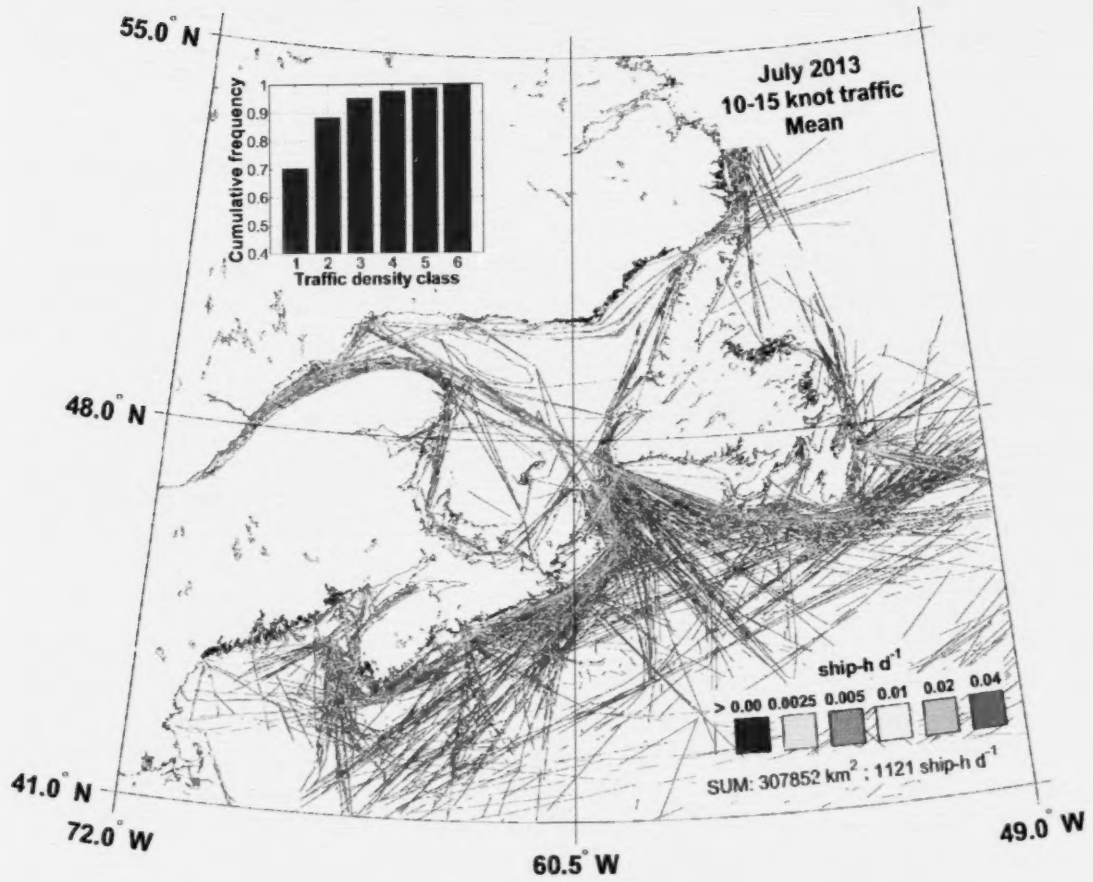 55.0° N
July 2013
10-15 knot traffic
Mean
Cumulative frequency
1
0.9
0.8
0.7
0.6
0.5
0.4
1 2 3 4 5 6
Traffic density class
48.0° N
ship-h d⁻¹
> 0.00 0.0025 0.005 0.01 0.02 0.04
SUM: 307852 km² ; 1121 ship-h d⁻¹
41.0° N
72.0° W
60.5° W
49.0° W